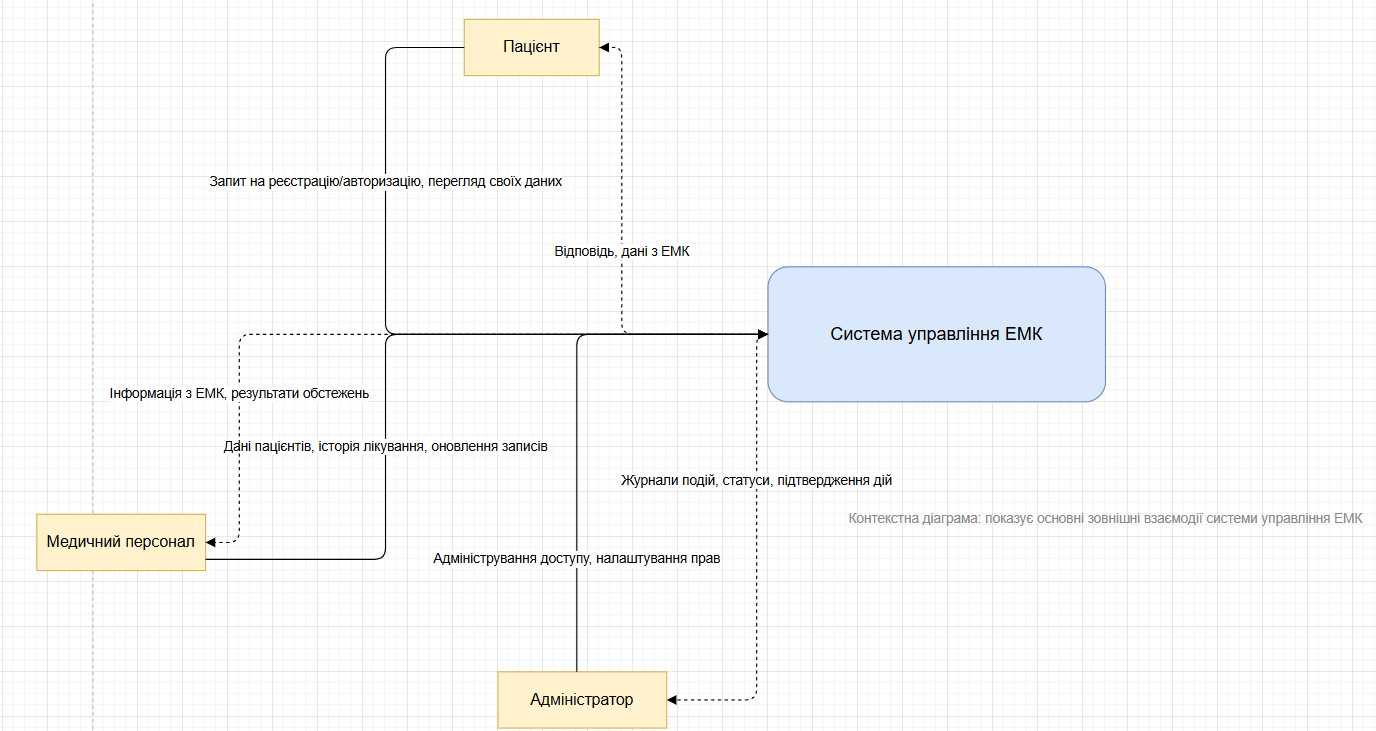 Пацієнт
Запит на реєстрацію/авторизацію, перегляд своїх даних
Відповідь, дані з ЕМК
Система управління ЕМК
Інформація з ЕМК, результати обстежень
Дані пацієнтів, історія лікування, оновлення записів
Журнали подій, статуси, підтвердження дій
Контекстна діаграма: показує основні зовнішні взаємодії системи управління ЕМК
Медичний персонал
Адміністрування доступу, налаштування прав
Адміністратор